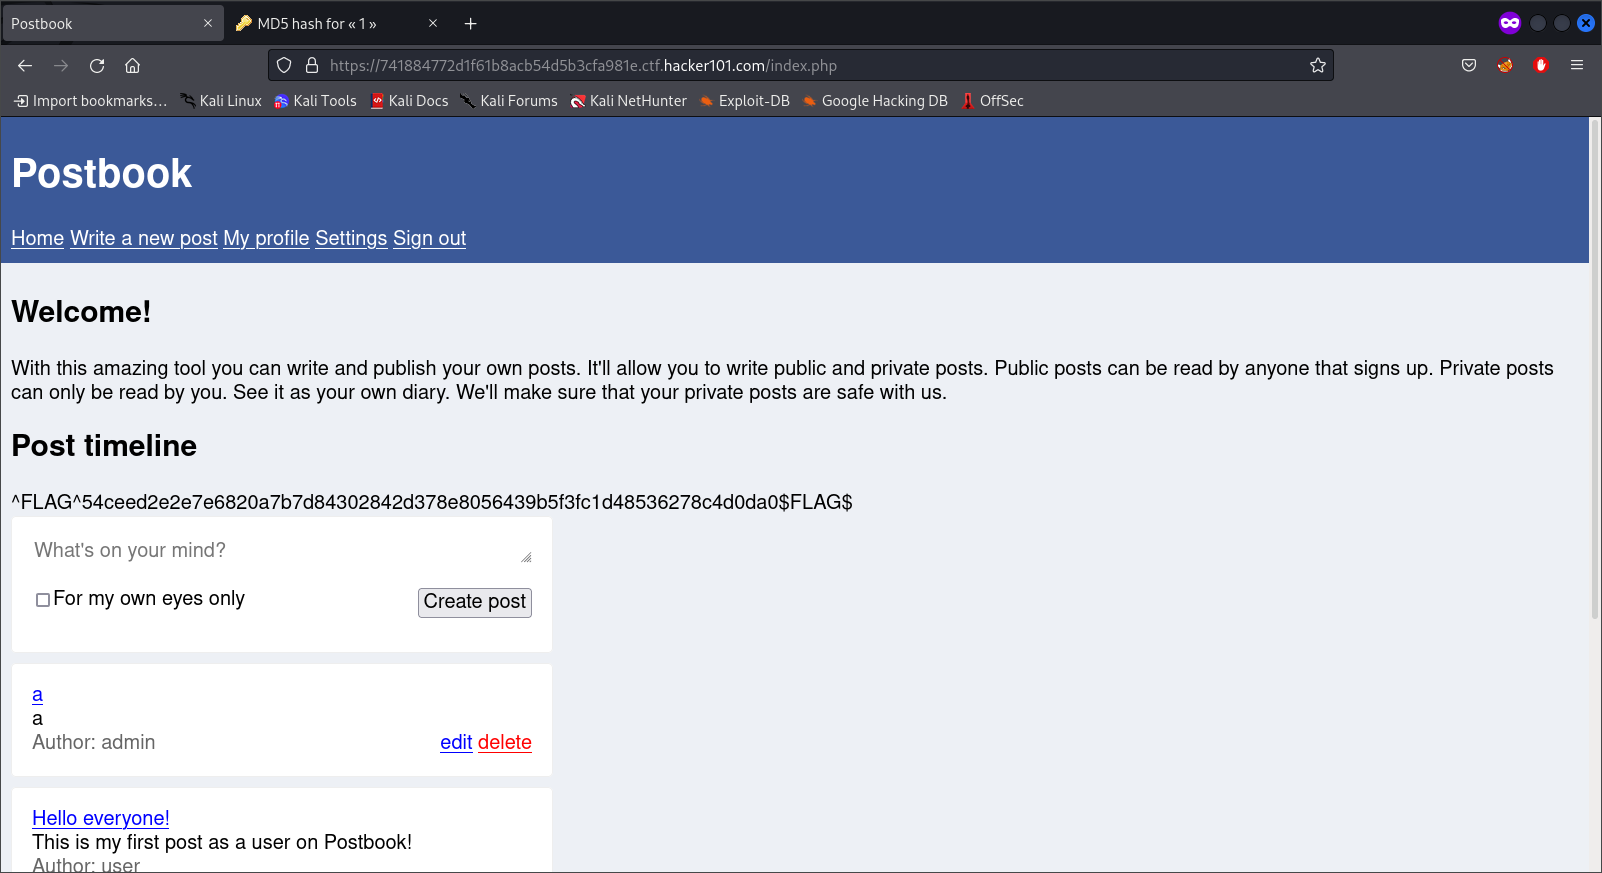 Postbook
MD5 hash for « 1 »
https://741884772d1f61b8acb54d5b3cfa981e.ctf.hacker101.com/index.php
Import bookmarks... Kali Linux Kali Tools Kali Docs Kali Forums Kali NetHunter Exploit-DB Google Hacking DB OffSec
Postbook
Home Write a new post My profile Settings Sign out
Welcome!
With this amazing tool you can write and publish your own posts. It'll allow you to write public and private posts. Public posts can be read by anyone that signs up. Private posts
can only be read by you. See it as your own diary. We'll make sure that your private posts are safe with us.
Post timeline
^FLAG^54ceed2e2e7e6820a7b7d84302842d378e8056439b5f3fc1d48536278c4d0da0$FLAG$
What's on your mind?
For my own eyes only Create post
a
a
Author: admin edit delete
Hello everyone!
This is my first post as a user on Postbook!
Author: user